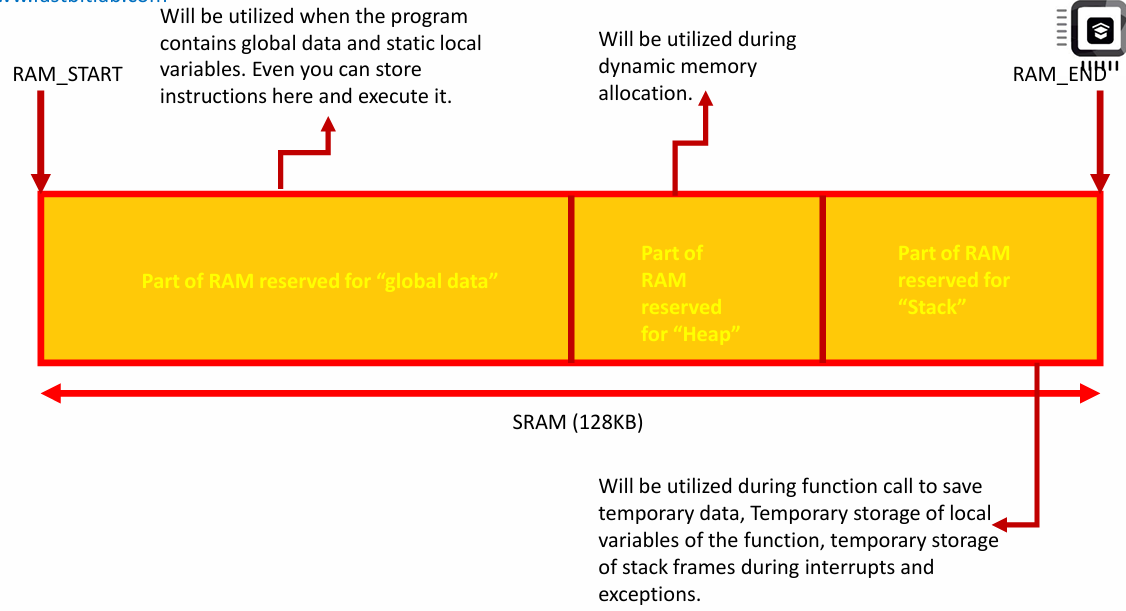 Will be utilized when the program
contains global data and static local
variables. Even you can store
instructions here and execute it.
Will be utilized during
dynamic memory
allocation.
RAM_START
RAM_END
Part of RAM reserved for “global data”
Part of
RAM
reserved
for “Heap”
Part of RAM
reserved for
“Stack”
SRAM (128KB)
Will be utilized during function call to save
temporary data, Temporary storage of local
variables of the function, temporary storage
of stack frames during interrupts and
exceptions.